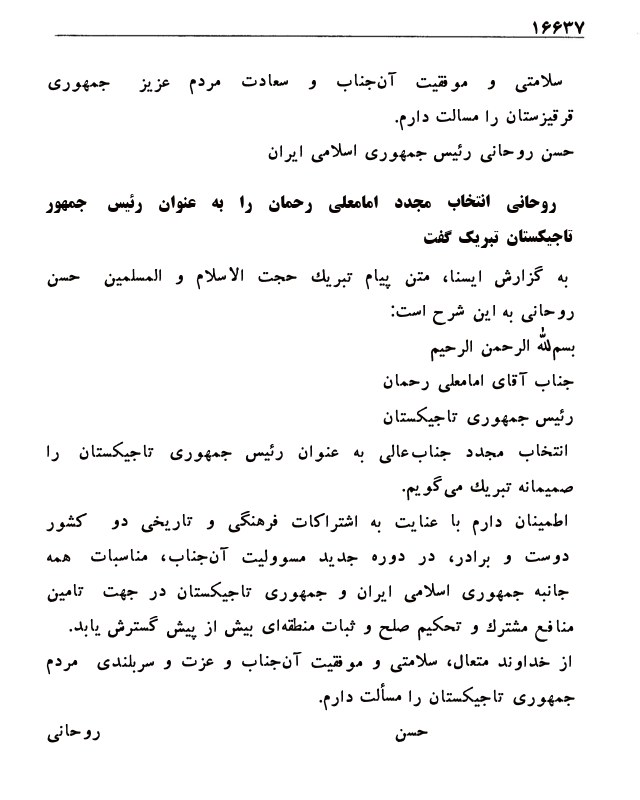 ۱۶۶۳۷
سلامتی و موفقیت آن‌جناب و سعادت مردم عزیز جمهوری
قرقیزستان را مسالت دارم.
حسن روحانی رئیس جمهوری اسلامی ایران
روحانی انتخاب مجدد امامعلی رحمان را به عنوان رئیس جمهور
تاجیکستان تبریک گفت
به گزارش ایسنا، متن پیام تبریك حجت الاسلام و المسلمین حسن
روحانی به این شرح است:
بسم‌الله الرحمن الرحیم
جناب آقای امامعلی رحمان
رئیس جمهوری تاجیکستان
انتخاب مجدد جناب‌عالی به عنوان رئیس جمهوری تاجیکستان را
صمیمانه تبریك می‌گویم.
اطمینان دارم با عنایت به اشتراکات فرهنگی و تاریخی دو کشور
دوست و برادر، در دوره جدید مسوولیت آن‌جناب، مناسبات همه
جانبه جمهوری اسلامی ایران و جمهوری تاجیکستان در جهت تامین
منافع مشترك و تحکیم صلح و ثبات منطقه‌ای بیش از پیش گسترش یابد.
از خداوند متعال، سلامتی و موفقیت آن‌جناب و عزت و سربلندی مردم
جمهوری تاجیکستان را مسألت دارم.
حسن روحانی